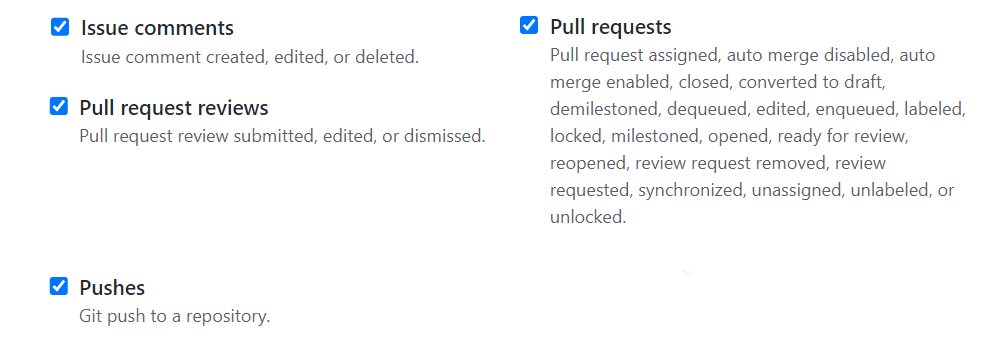 Issue comments
Issue comment created, edited, or deleted.
Pull request reviews
Pull request review submitted, edited, or dismissed.
Pull requests
Pull request assigned, auto merge disabled, auto
merge enabled, closed, converted to draft,
demilestoned, dequeued, edited, enqueued, labeled,
locked, milestoned, opened, ready for review,
reopened, review request removed, review
requested, synchronized, unassigned, unlabeled, or
unlocked.
Pushes
Git push to a repository.